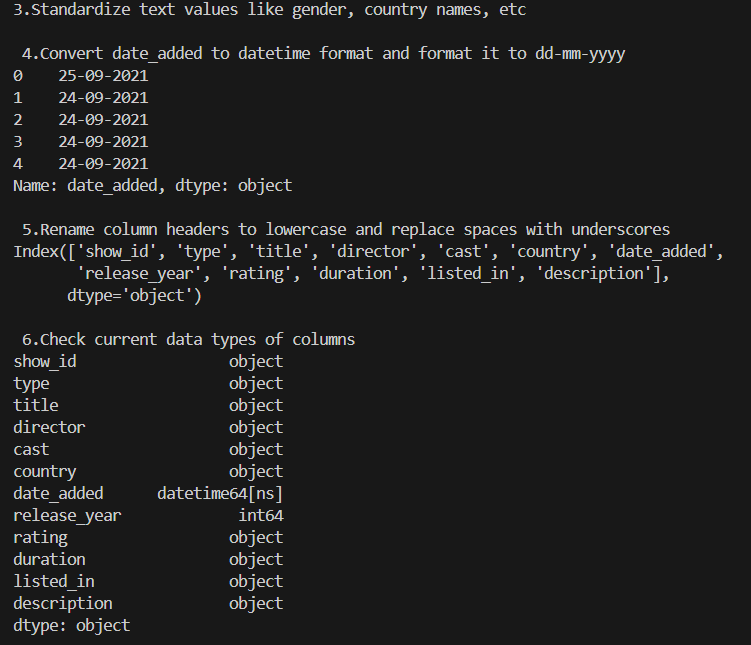 3.Standardize text values like gender, country names, etc
4.Convert date_added to datetime format and format it to dd-mm-yyyy
0    25-09-2021
1    24-09-2021
2    24-09-2021
3    24-09-2021
4    24-09-2021
Name: date_added, dtype: object
5.Rename column headers to lowercase and replace spaces with underscores
Index(['show_id', 'type', 'title', 'director', 'cast', 'country', 'date_added',
       'release_year', 'rating', 'duration', 'listed_in', 'description'],
      dtype='object')
6.Check current data types of columns
show_id                 object
type                    object
title                   object
director                object
cast                    object
country                 object
date_added      datetime64[ns]
release_year             int64
rating                  object
duration                object
listed_in               object
description             object
dtype: object